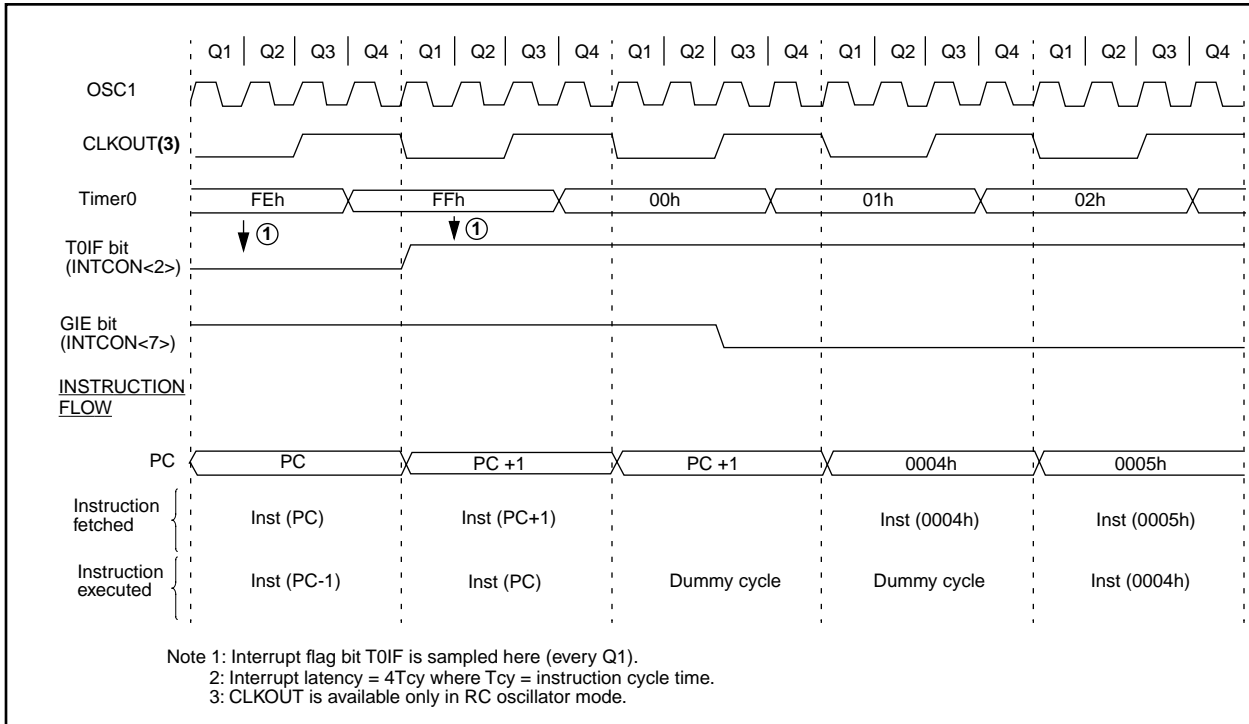 Q1 Q2 Q3 Q4 Q1 Q2 Q3 Q4 Q1 Q2 Q3 Q4 Q1 Q2 Q3 Q4 Q1 Q2 Q3 Q4
OSC1
CLKOUT(3)
Timer0 FEh FFh 00h 01h 02h
1 1
T0IF bit
(INTCON<2>)
GIE bit
(INTCON<7>)
INSTRUCTION
FLOW
PC PC PC +1 PC +1 0004h 0005h
Instruction
fetched
Inst (PC) Inst (PC+1) Inst (0004h) Inst (0005h)
Instruction
executed
Inst (PC-1) Inst (PC) Dummy cycle Dummy cycle Inst (0004h)
Note 1: Interrupt flag bit T0IF is sampled here (every Q1).
2: Interrupt latency = 4Tcy where Tcy = instruction cycle time.
3: CLKOUT is available only in RC oscillator mode.